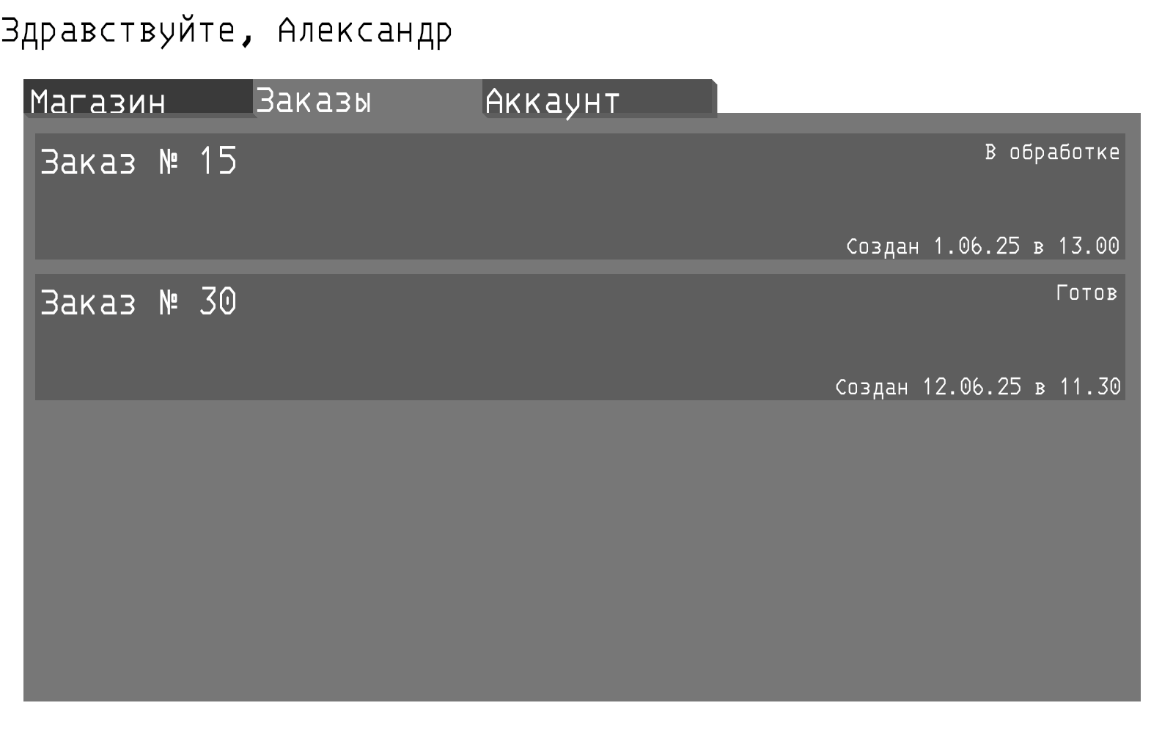 Здравствуйте, Александр
Магазин Заказы Аккаунт
Заказ № 15
В обработке
Создан 1.06.25 в 13.00
Заказ № 30
Готов
Создан 12.06.25 в 11.30